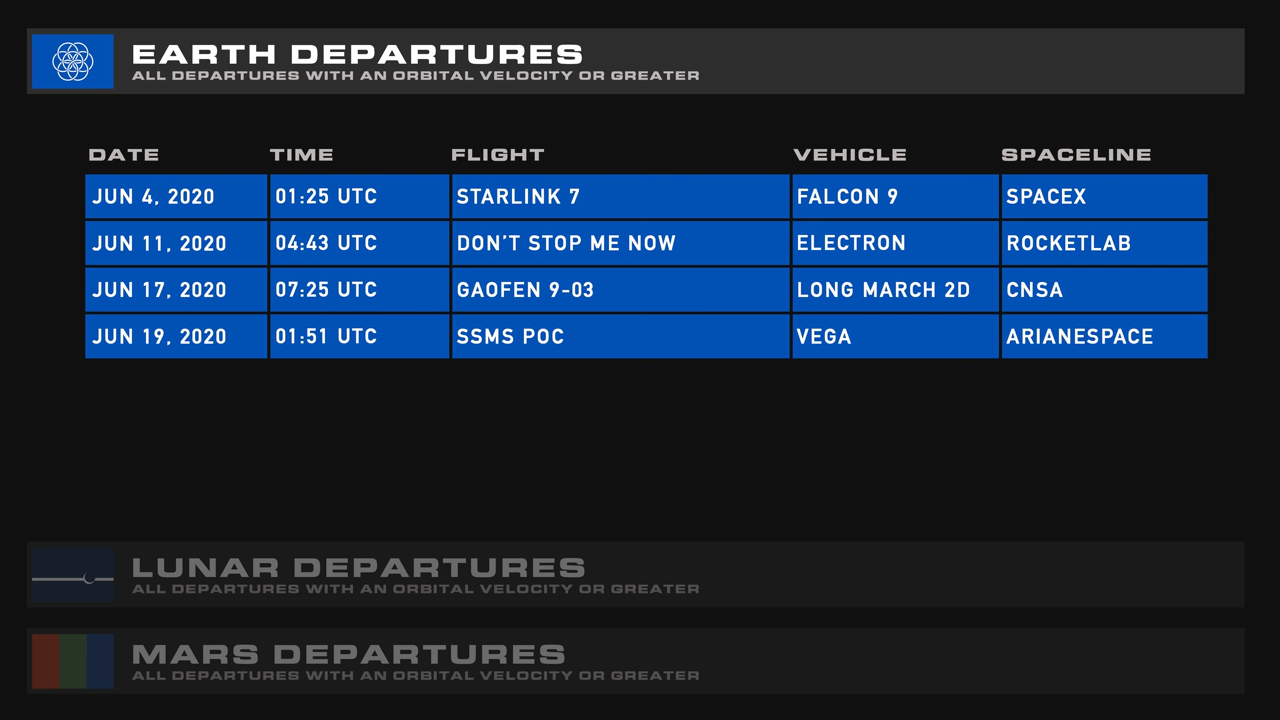 EARTH DEPARTURES
ALL DEPARTURES WITH AN ORBITAL VELOCITY OR GREATER
DATE TIME FLIGHT VEHICLE SPACELINE
JUN 4, 2020 01:25 UTC STARLINK 7 FALCON 9 SPACEX
JUN 11, 2020 04:43 UTC DON'T STOP ME NOW ELECTRON ROCKETLAB
JUN 17, 2020 07:25 UTC GAOFEN 9-03 LONG MARCH 2D CNSA
JUN 19, 2020 01:51 UTC SSMS POC VEGA ARIANESPACE
LUNAR DEPARTURES
ALL DEPARTURES WITH AN ORBITAL VELOCITY OR GREATER
MARS DEPARTURES
ALL DEPARTURES WITH AN ORBITAL VELOCITY OR GREATER